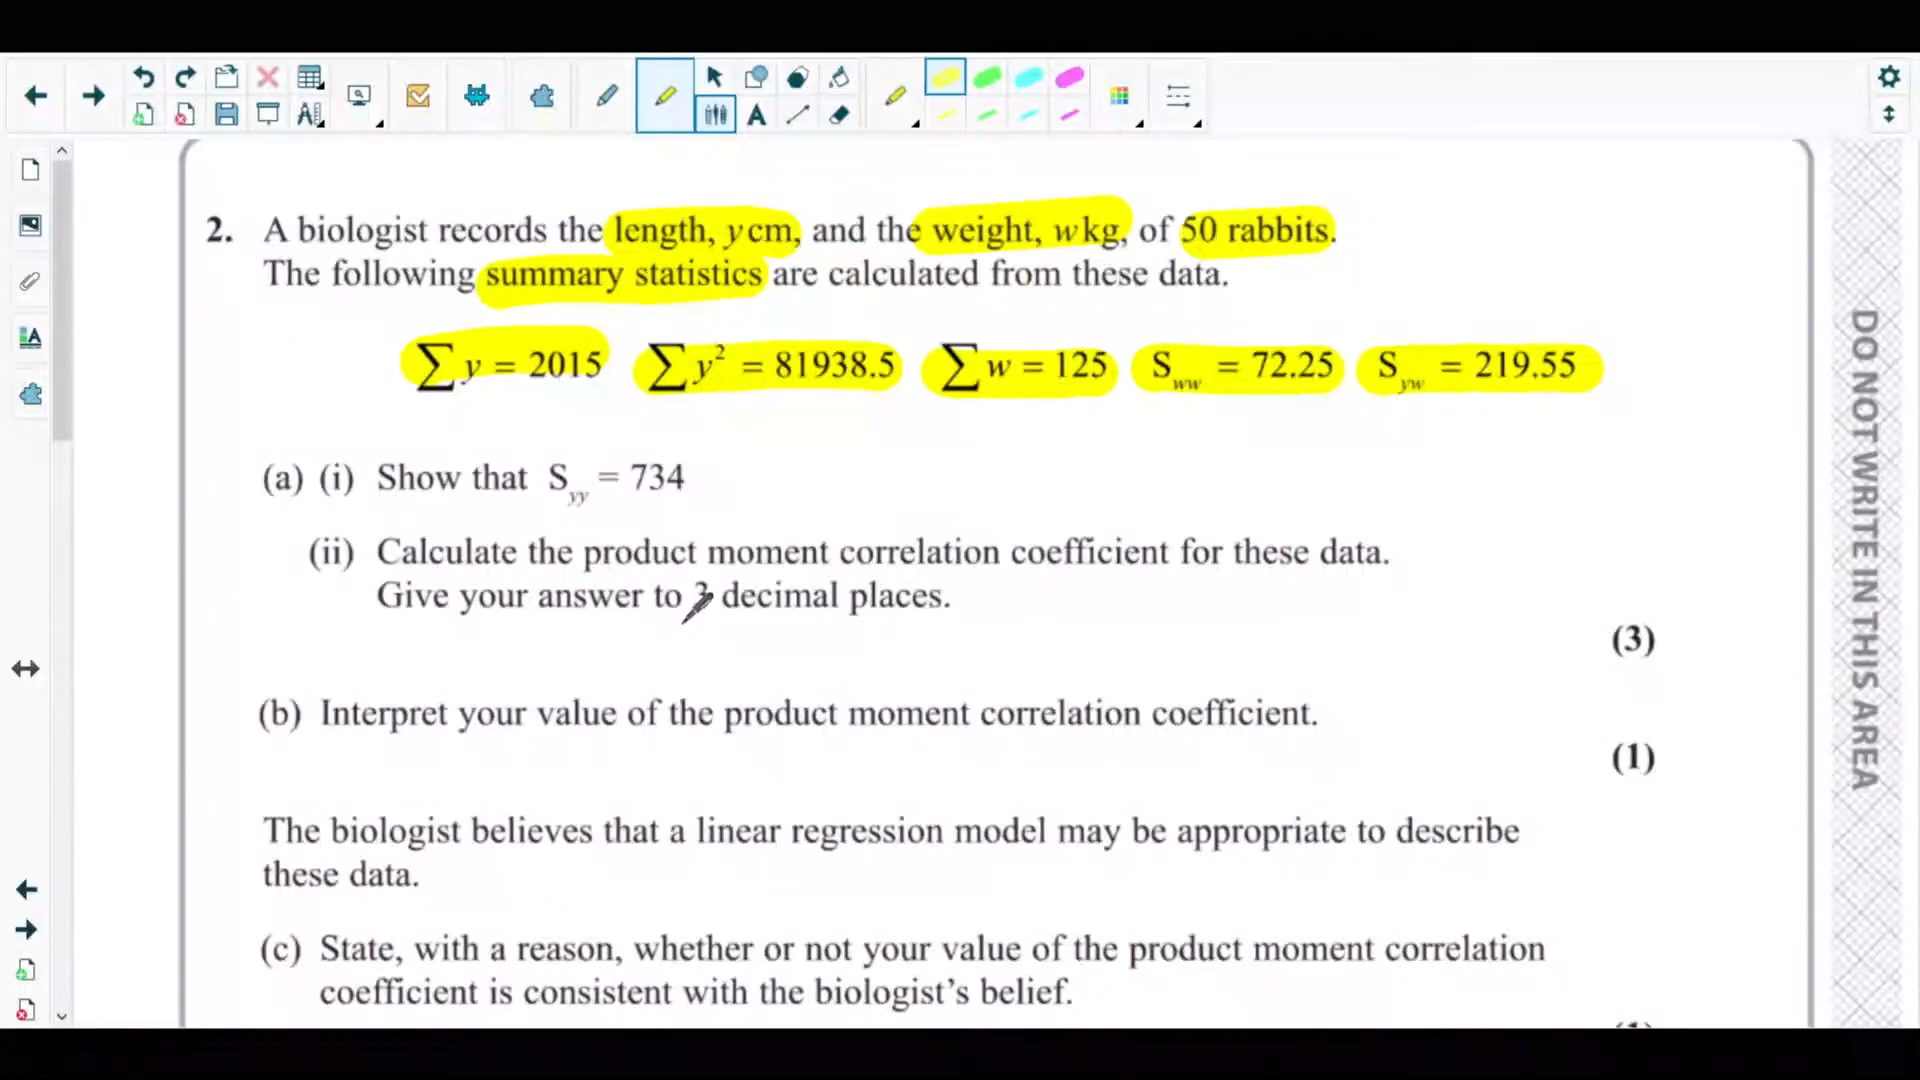 2. A biologist records the length, y cm, and the weight, w kg, of 50 rabbits.
The following summary statistics are calculated from these data.
∑y = 2015 ∑y² = 81938.5 ∑w = 125 S_ww = 72.25 S_yw = 219.55
(a) (i) Show that S_yy = 734
(ii) Calculate the product moment correlation coefficient for these data.
Give your answer to 3 decimal places.
(3)
(b) Interpret your value of the product moment correlation coefficient.
(1)
The biologist believes that a linear regression model may be appropriate to describe
these data.
(c) State, with a reason, whether or not your value of the product moment correlation
coefficient is consistent with the biologist’s belief.
DO NOT WRITE IN THIS AREA